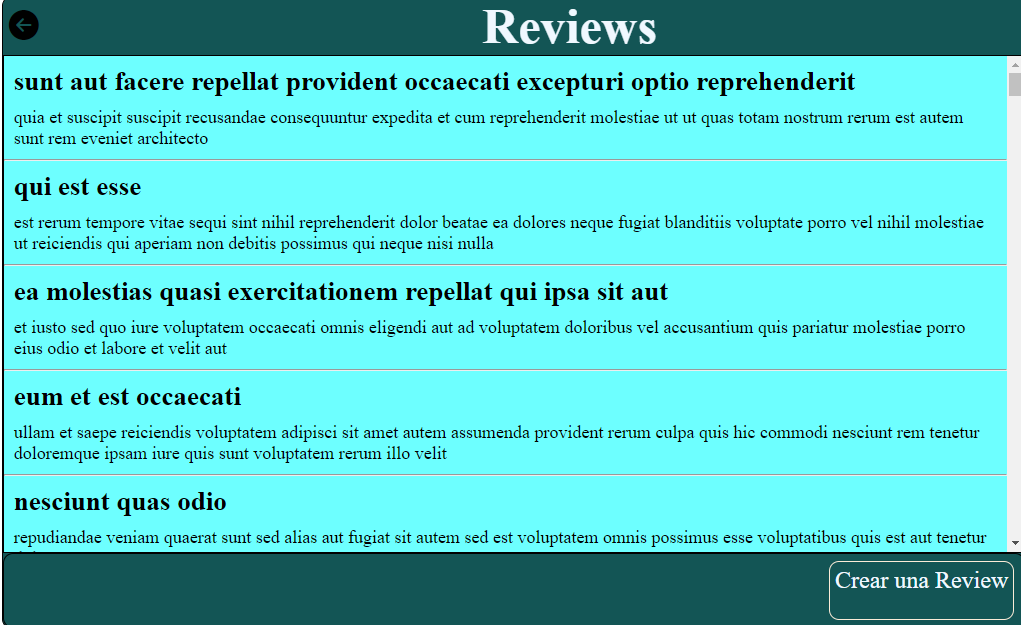 Reviews
sunt aut facere repellat provident occaecati excepturi optio reprehenderit
quia et suscipit suscipit recusandae consequuntur expedita et cum reprehenderit molestiae ut ut quas totam nostrum rerum est autem
sunt rem eveniet architecto
qui est esse
est rerum tempore vitae sequi sint nihil reprehenderit dolor beatae ea dolores neque fugiat blanditiis voluptate porro vel nihil molestiae
ut reiciendis qui aperiam non debitis possimus qui neque nisi nulla
ea molestias quasi exercitationem repellat qui ipsa sit aut
et iusto sed quo iure voluptatem occaecati omnis eligendi aut ad voluptatem doloribus vel accusantium quis pariatur molestiae porro
eius odio et labore et velit aut
eum et est occaecati
ullam et saepe reiciendis voluptatem adipisci sit amet autem assumenda provident rerum culpa quis hic commodi nesciunt rem tenetur
doloremque ipsam iure quis sunt voluptatem rerum illo velit
nesciunt quas odio
repudiandae veniam quaerat sunt sed alias aut fugiat sit autem sed est voluptatem omnis possimus esse voluptatibus quis est aut tenetur
Crear una Review